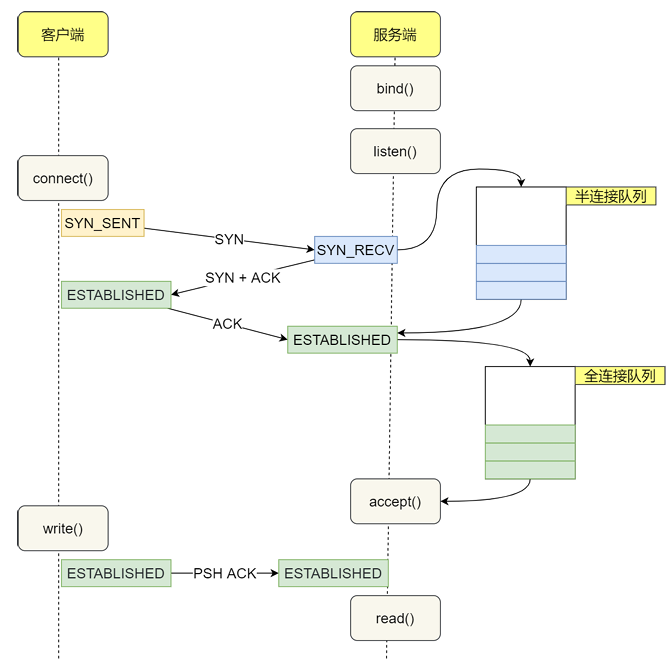 客户端
服务端
bind()
listen()
connect()
半连接队列
SYN_SENT
SYN
SYN_RECV
SYN + ACK
ESTABLISHED
ACK
ESTABLISHED
全连接队列
accept()
write()
ESTABLISHED
PSH ACK
ESTABLISHED
read()